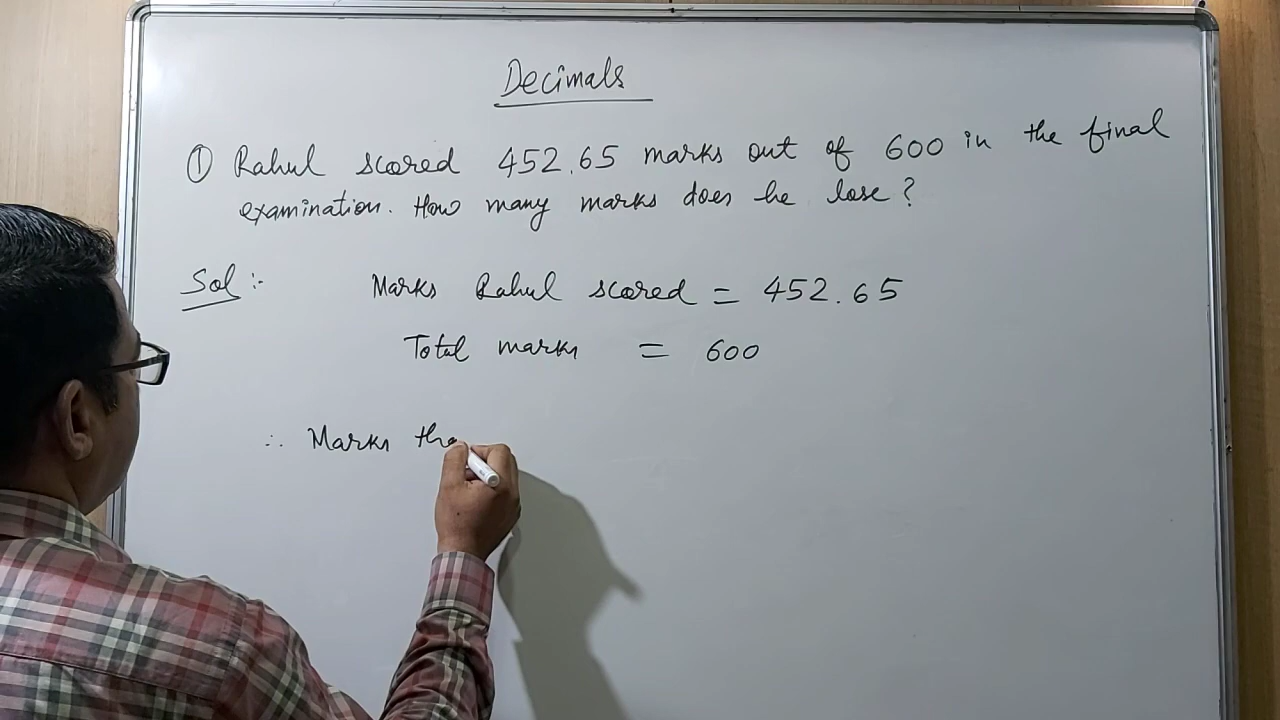 Decimals
① Rahul scored 452.65 marks out of 600 in the final
examination. How many marks does he lose?
Sol :- Marks Rahul scored = 452.65
Total marks = 600
∴ Marks tha